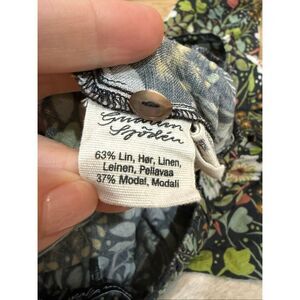 Gudrun
Sjödén
63% Lin, Hør, Linen,
Leinen, Pellavaa
37% Modal, Modali